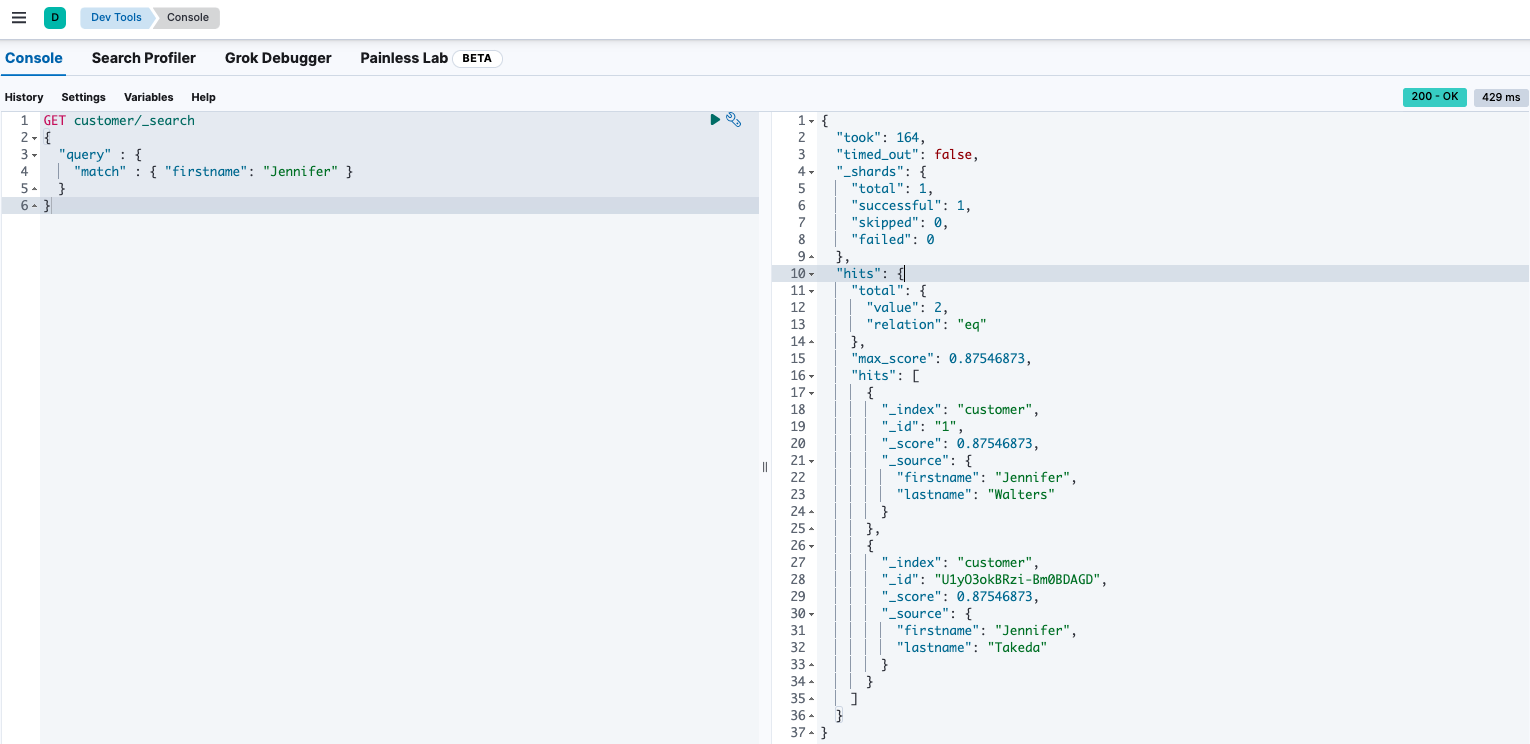 D Dev Tools Console
Console Search Profiler Grok Debugger Painless Lab BETA
History Settings Variables Help
200 - OK 429 ms
1 GET customer/_search
2 {
3 "query" : {
4 "match" : { "firstname": "Jennifer" }
5 }
6 }
1 {
2 "took": 164,
3 "timed_out": false,
4 "_shards": {
5 "total": 1,
6 "successful": 1,
7 "skipped": 0,
8 "failed": 0
9 },
10 "hits": {
11 "total": {
12 "value": 2,
13 "relation": "eq"
14 },
15 "max_score": 0.87546873,
16 "hits": [
17 {
18 "_index": "customer",
19 "_id": "1",
20 "_score": 0.87546873,
21 "_source": {
22 "firstname": "Jennifer",
23 "lastname": "Walters"
24 }
25 },
26 {
27 "_index": "customer",
28 "_id": "U1yO3okBRzi-Bm0BDAGD",
29 "_score": 0.87546873,
30 "_source": {
31 "firstname": "Jennifer",
32 "lastname": "Takeda"
33 }
34 }
35 ]
36 }
37 }